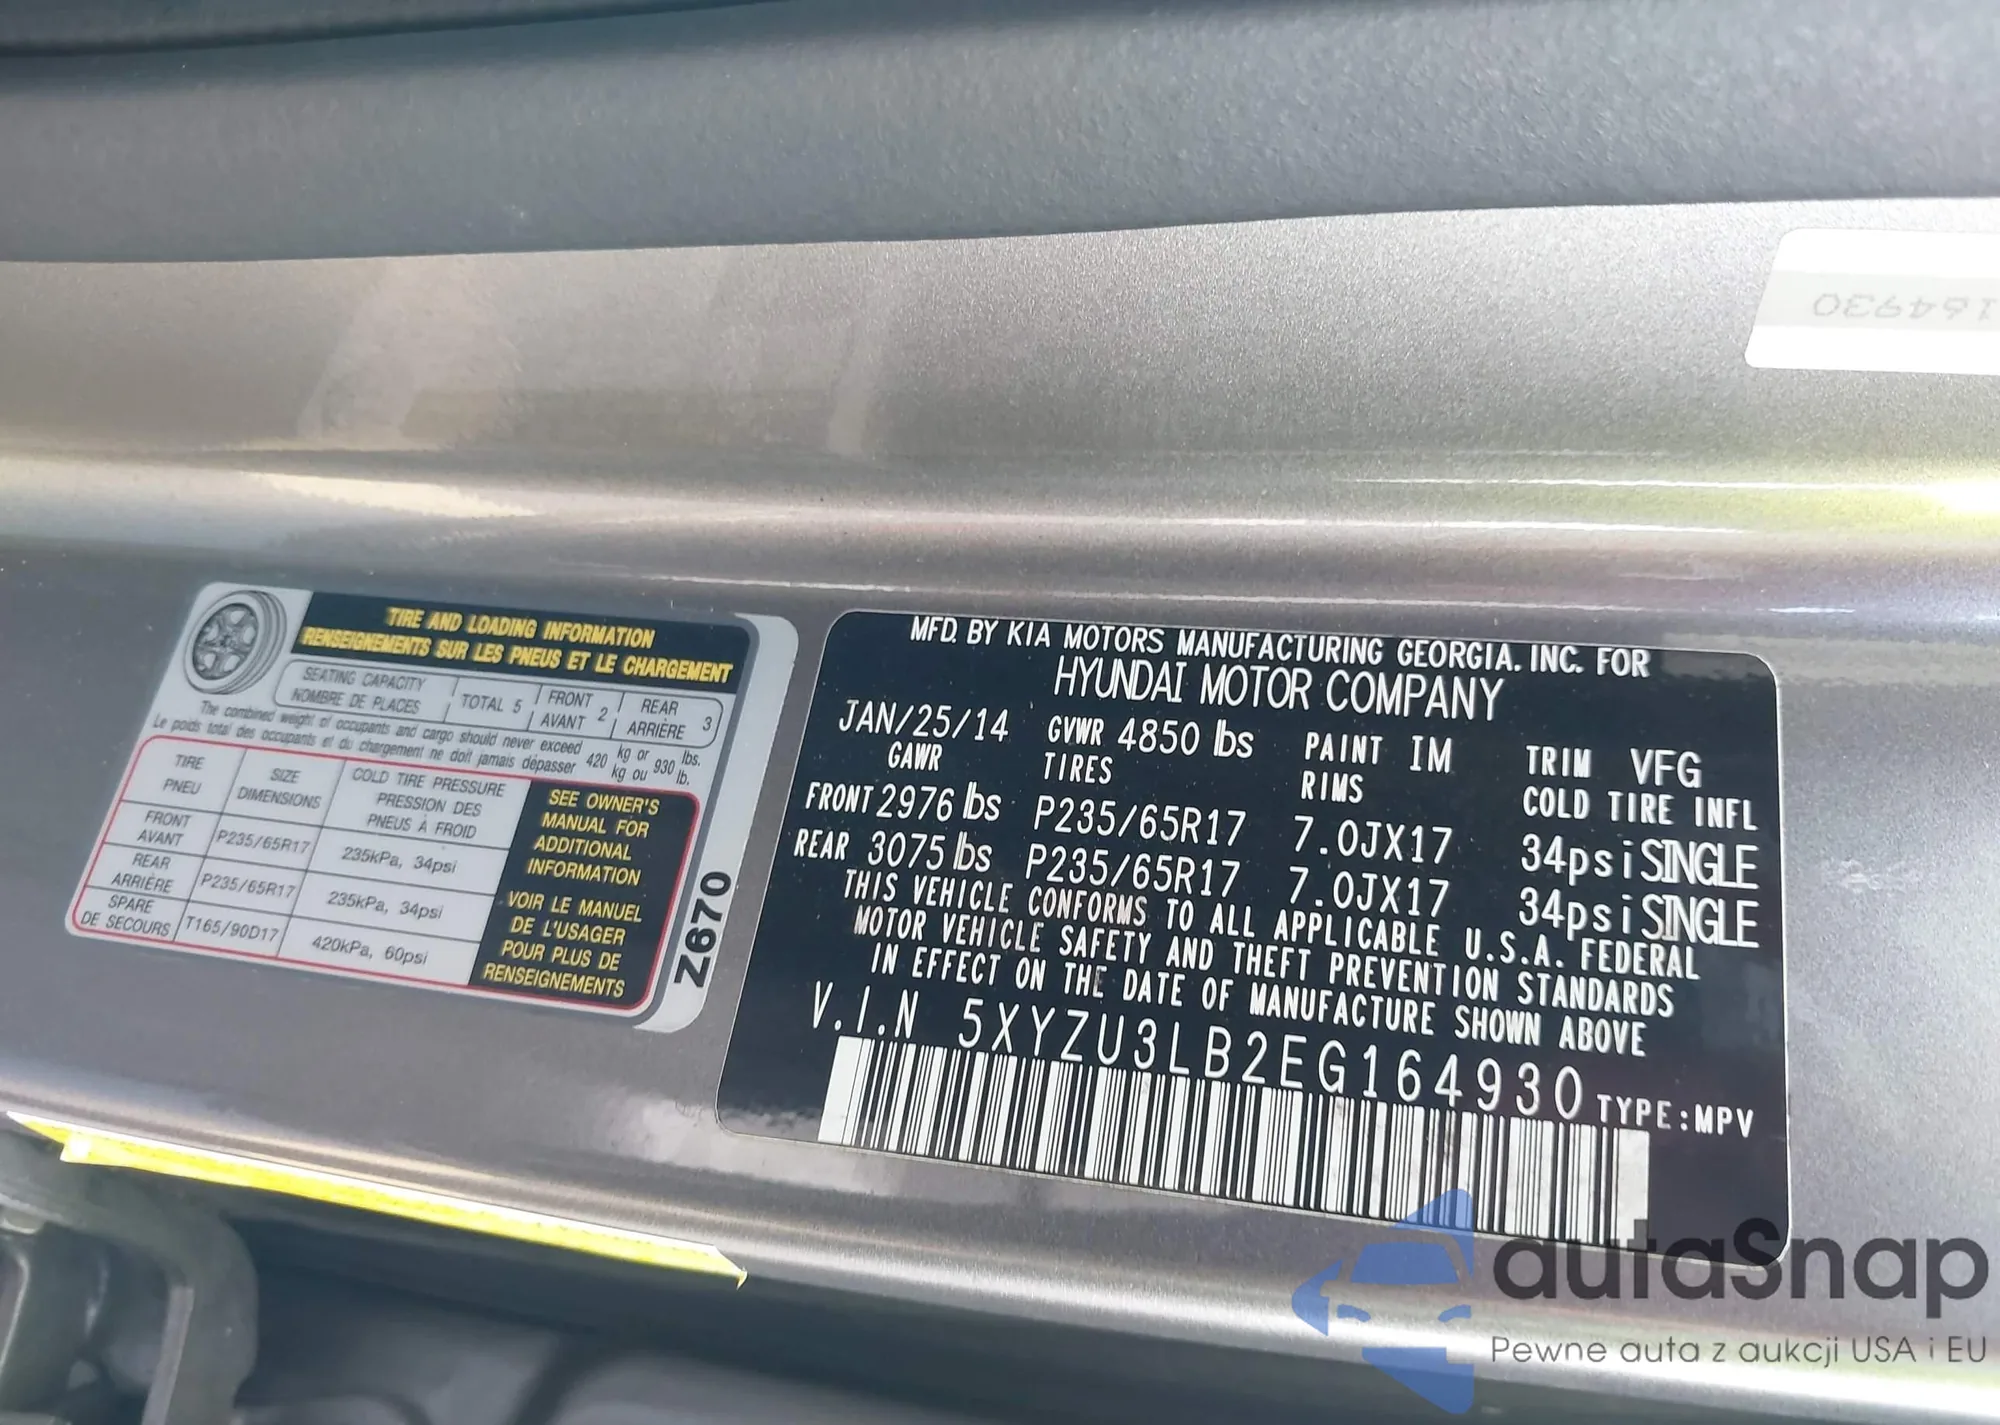 164930
TIRE AND LOADING INFORMATION
RENSEIGNEMENTS SUR LES PNEUS ET LE CHARGEMENT
SEATING CAPACITY
NOMBRE DE PLACES
TOTAL 5
FRONT
AVANT 2
REAR
ARRIÈRE 3
The combined weight of occupants and cargo should never exceed 420 kg or 930 lbs.
Le poids total des occupants et du chargement ne doit jamais dépasser 420 kg ou 930 lb.
TIRE
PNEU
SIZE
DIMENSIONS
COLD TIRE PRESSURE
PRESSION DES
PNEUS À FROID
FRONT
AVANT
P235/65R17
235kPa, 34psi
REAR
ARRIÈRE
P235/65R17
235kPa, 34psi
SPARE
DE SECOURS
T165/90D17
420kPa, 60psi
SEE OWNER'S
MANUAL FOR
ADDITIONAL
INFORMATION
VOIR LE MANUEL
DE L'USAGER
POUR PLUS DE
RENSEIGNEMENTS
Z670
MFD. BY KIA MOTORS MANUFACTURING GEORGIA. INC. FOR
HYUNDAI MOTOR COMPANY
JAN/25/14 GVWR 4850 lbs PAINT IM TRIM VFG
GAWR TIRES RIMS COLD TIRE INFL
FRONT 2976 lbs P235/65R17 7.0JX17 34psi SINGLE
REAR 3075 lbs P235/65R17 7.0JX17 34psi SINGLE
THIS VEHICLE CONFORMS TO ALL APPLICABLE U.S.A. FEDERAL
MOTOR VEHICLE SAFETY AND THEFT PREVENTION STANDARDS
IN EFFECT ON THE DATE OF MANUFACTURE SHOWN ABOVE
V.I.N 5XYZU3LB2EG164930 TYPE:MPV
autaSnap
Pewne auta z aukcji USA i EU